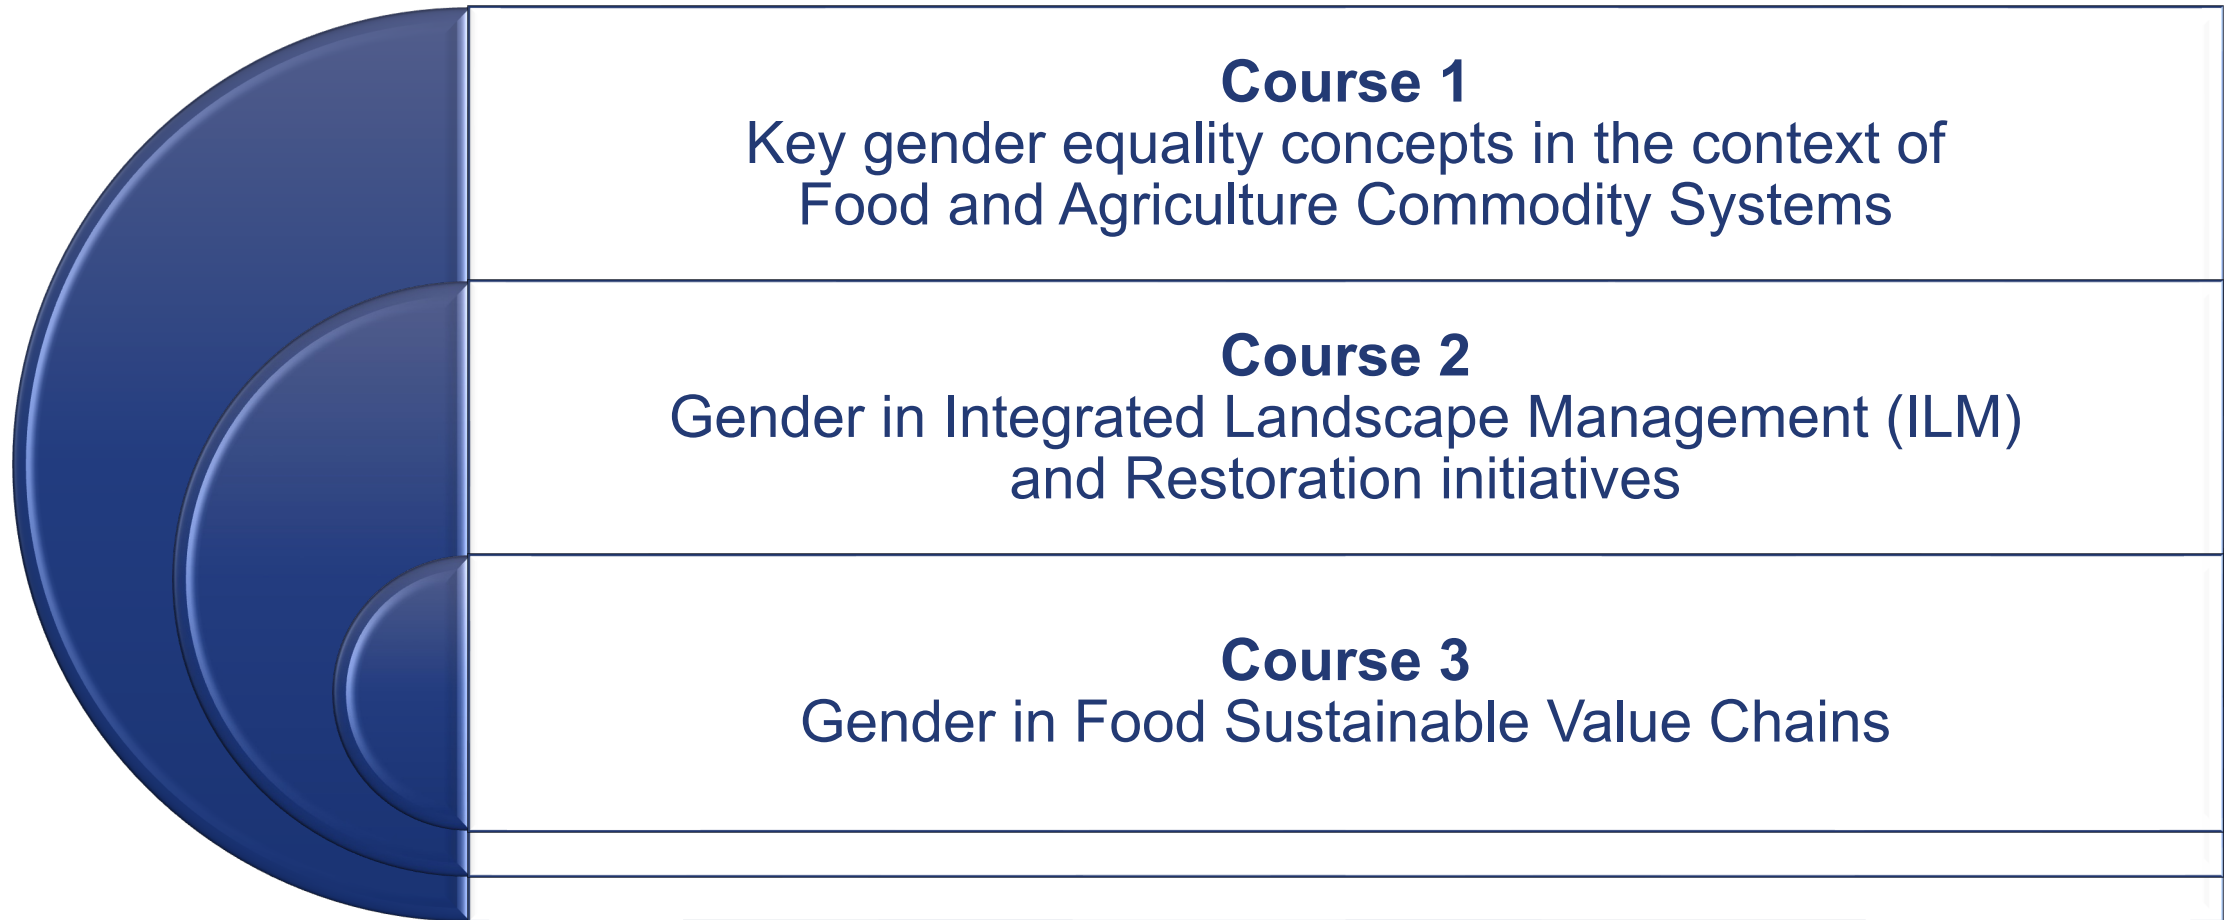 Course 1
Key gender equality concepts in the context of
Food and Agriculture Commodity Systems
Course 2
Gender in Integrated Landscape Management (ILM)
and Restoration initiatives
Course 3
Gender in Food Sustainable Value Chains